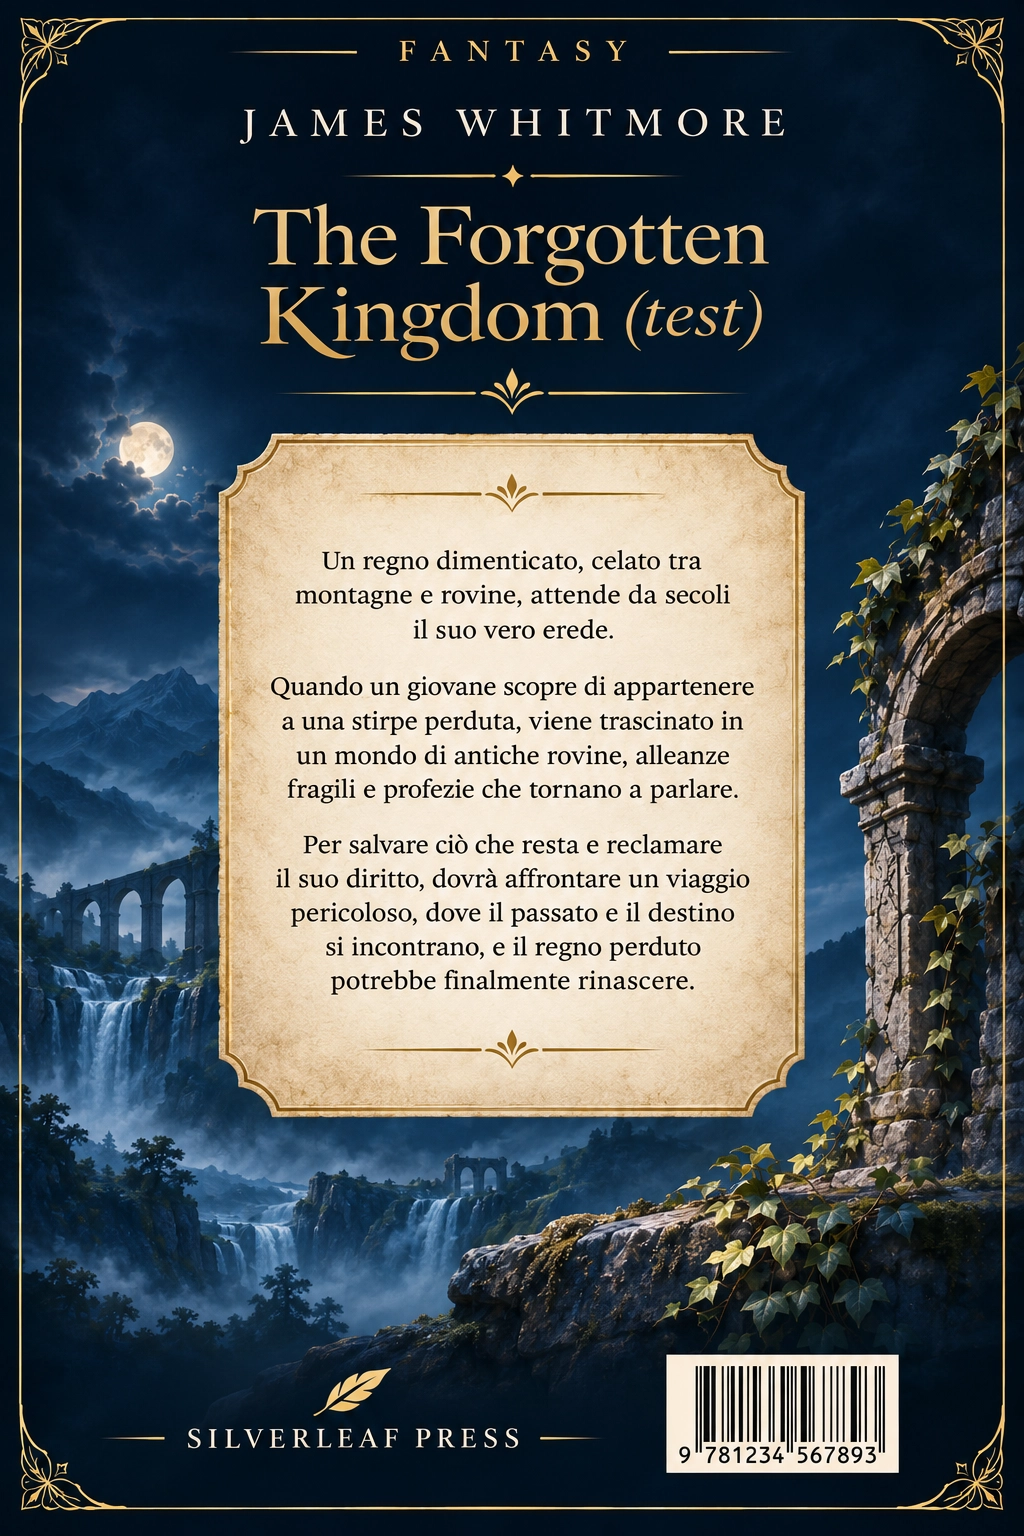 FANTASY
JAMES WHITMORE
The Forgotten
Kingdom (test)
Un regno dimenticato, celato tra
montagne e rovine, attende da secoli
il suo vero erede.
Quando un giovane scopre di appartenere
a una stirpe perduta, viene trascinato in
un mondo di antiche rovine, alleanze
fragili e profezie che tornano a parlare.
Per salvare ciò che resta e reclamare
il suo diritto, dovrà affrontare un viaggio
pericoloso, dove il passato e il destino
si incontrano, e il regno perduto
potrebbe finalmente rinascere.
SILVERLEAF PRESS
9 781234 567893